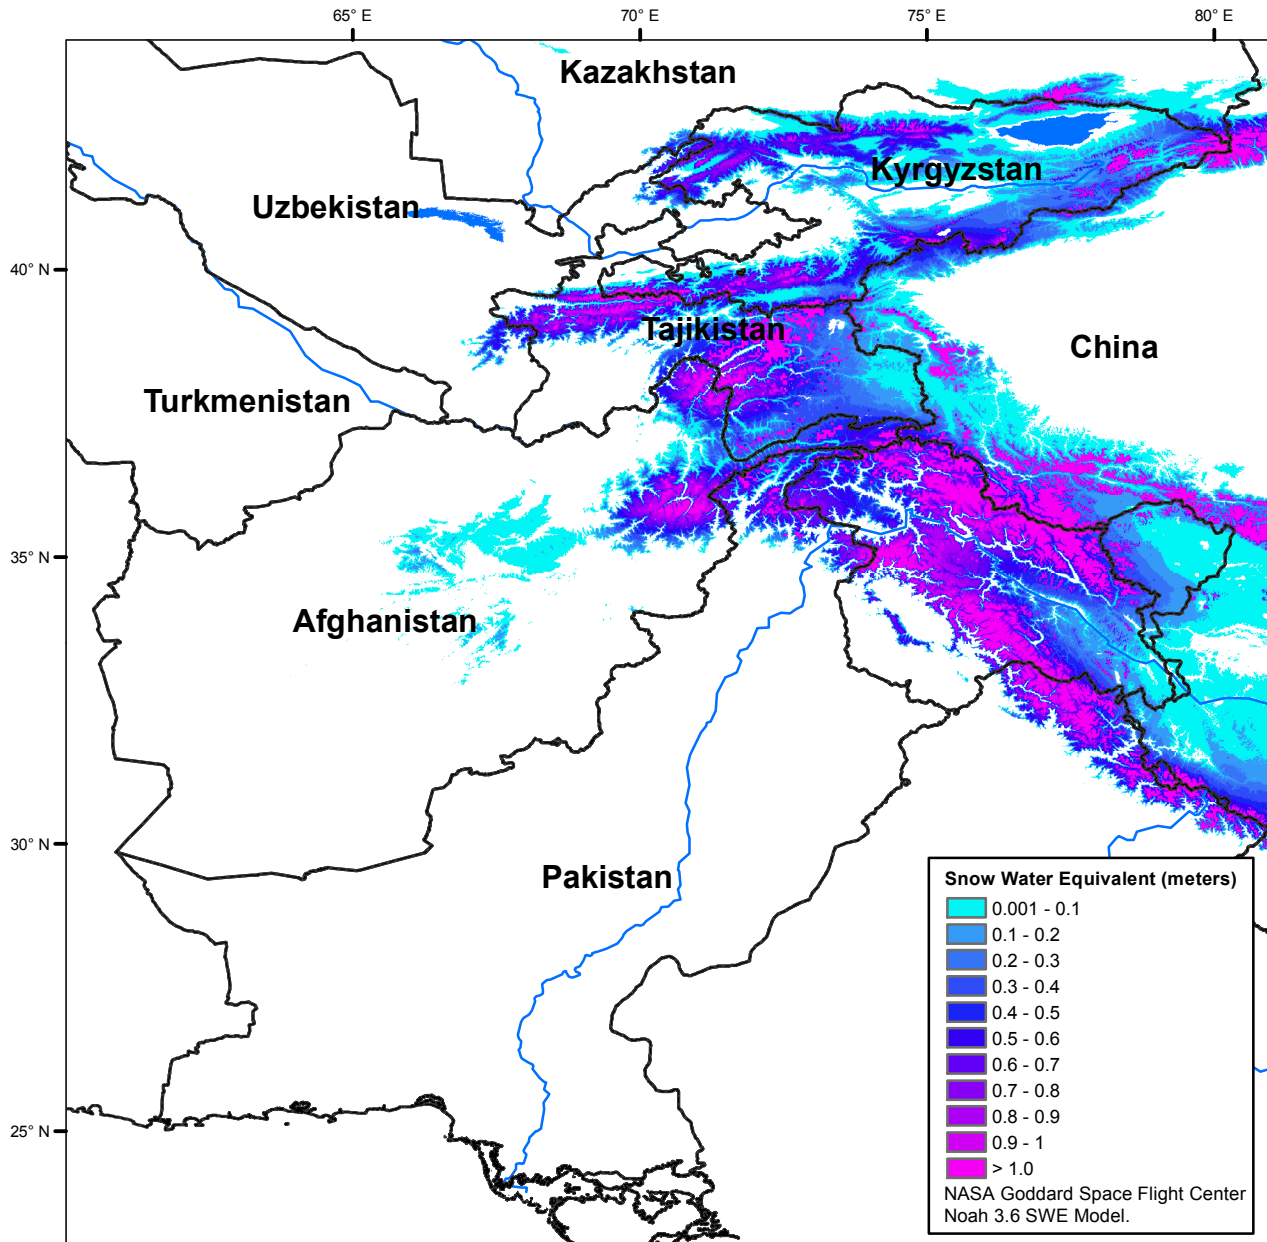 65° E
70° E
75° E
80° E
Kazakhstan
Kyrgyzstan
Uzbekistan
40° N
Tajikistan
China
Turkmenistan
35° N
Afghanistan
30° N
Pakistan
25° N
Snow Water Equivalent (meters)
0.001 - 0.1
0.1 - 0.2
0.2 - 0.3
0.3 - 0.4
0.4 - 0.5
0.5 - 0.6
0.6 - 0.7
0.7 - 0.8
0.8 - 0.9
0.9 - 1
> 1.0
NASA Goddard Space Flight Center
Noah 3.6 SWE Model.